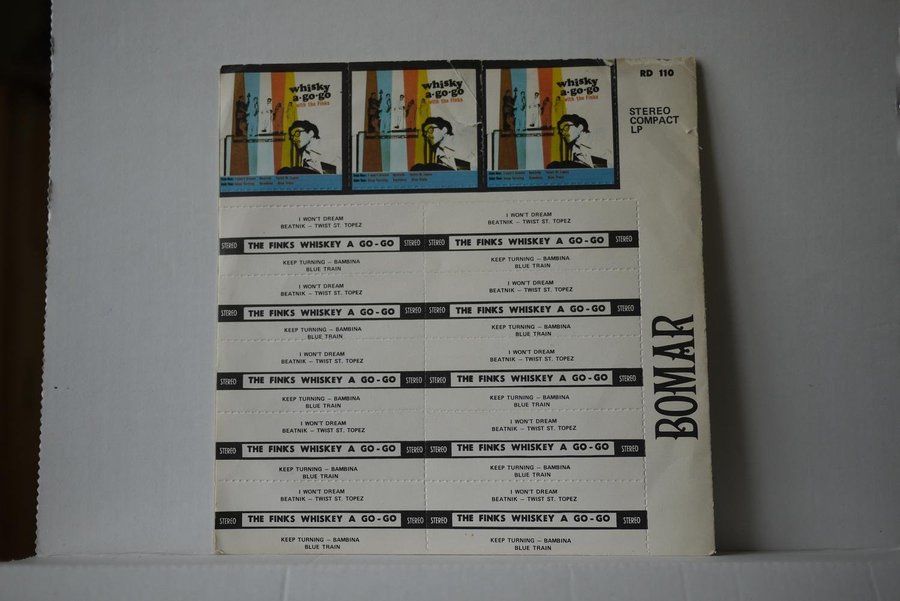 whisky
a·go·go
with the Finks
whisky
a·go·go
with the Finks
whisky
a·go·go
with the Finks
RD 110
STEREO
COMPACT
LP
I WON'T DREAM
BEATNIK – TWIST ST. TOPEZ
STEREO THE FINKS WHISKEY A GO-GO STEREO
KEEP TURNING – BAMBINA
BLUE TRAIN
I WON'T DREAM
BEATNIK – TWIST ST. TOPEZ
STEREO THE FINKS WHISKEY A GO-GO STEREO
KEEP TURNING – BAMBINA
BLUE TRAIN
I WON'T DREAM
BEATNIK – TWIST ST. TOPEZ
STEREO THE FINKS WHISKEY A GO-GO STEREO
KEEP TURNING – BAMBINA
BLUE TRAIN
I WON'T DREAM
BEATNIK – TWIST ST. TOPEZ
STEREO THE FINKS WHISKEY A GO-GO STEREO
KEEP TURNING – BAMBINA
BLUE TRAIN
I WON'T DREAM
BEATNIK – TWIST ST. TOPEZ
STEREO THE FINKS WHISKEY A GO-GO STEREO
KEEP TURNING – BAMBINA
BLUE TRAIN
I WON'T DREAM
BEATNIK – TWIST ST. TOPEZ
STEREO THE FINKS WHISKEY A GO-GO STEREO
KEEP TURNING – BAMBINA
BLUE TRAIN
I WON'T DREAM
BEATNIK – TWIST ST. TOPEZ
STEREO THE FINKS WHISKEY A GO-GO STEREO
KEEP TURNING – BAMBINA
BLUE TRAIN
I WON'T DREAM
BEATNIK – TWIST ST. TOPEZ
STEREO THE FINKS WHISKEY A GO-GO STEREO
KEEP TURNING – BAMBINA
BLUE TRAIN
I WON'T DREAM
BEATNIK – TWIST ST. TOPEZ
STEREO THE FINKS WHISKEY A GO-GO STEREO
KEEP TURNING – BAMBINA
BLUE TRAIN
I WON'T DREAM
BEATNIK – TWIST ST. TOPEZ
STEREO THE FINKS WHISKEY A GO-GO STEREO
KEEP TURNING – BAMBINA
BLUE TRAIN
BOMAR